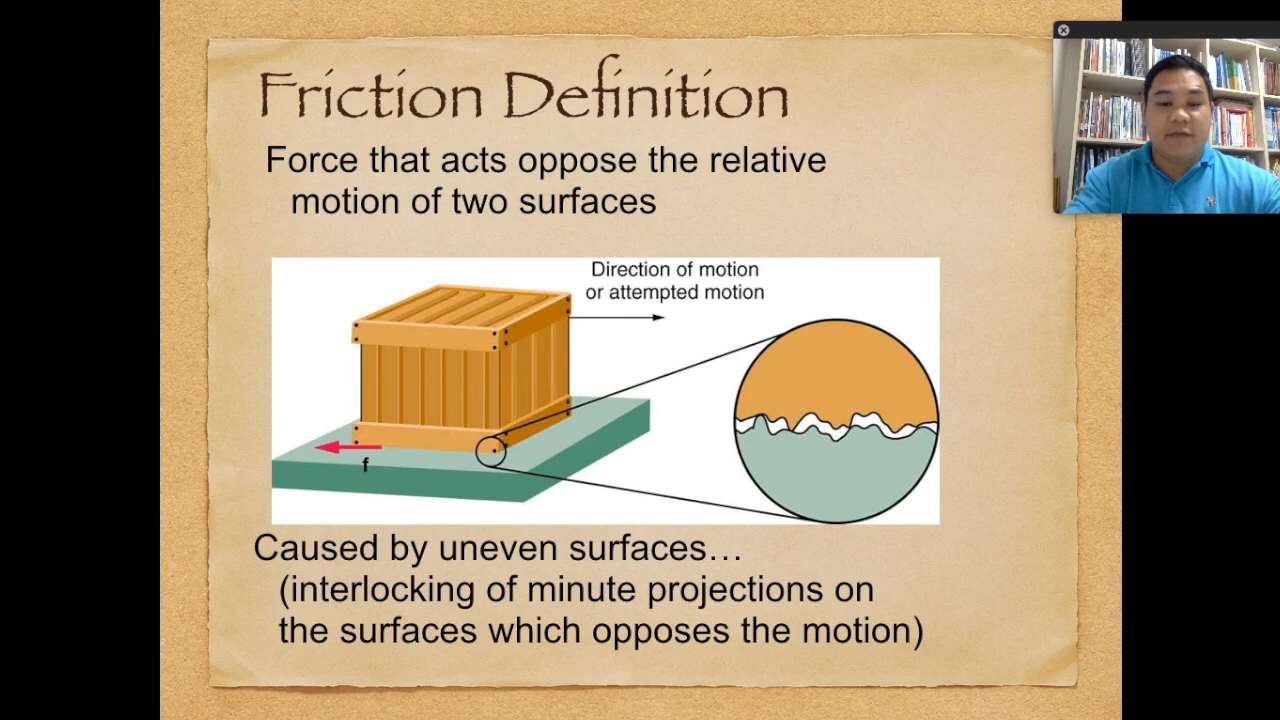 Friction Definition
Force that acts oppose the relative
motion of two surfaces
Direction of motion
or attempted motion
f
Caused by uneven surfaces…
(interlocking of minute projections on
the surfaces which opposes the motion)